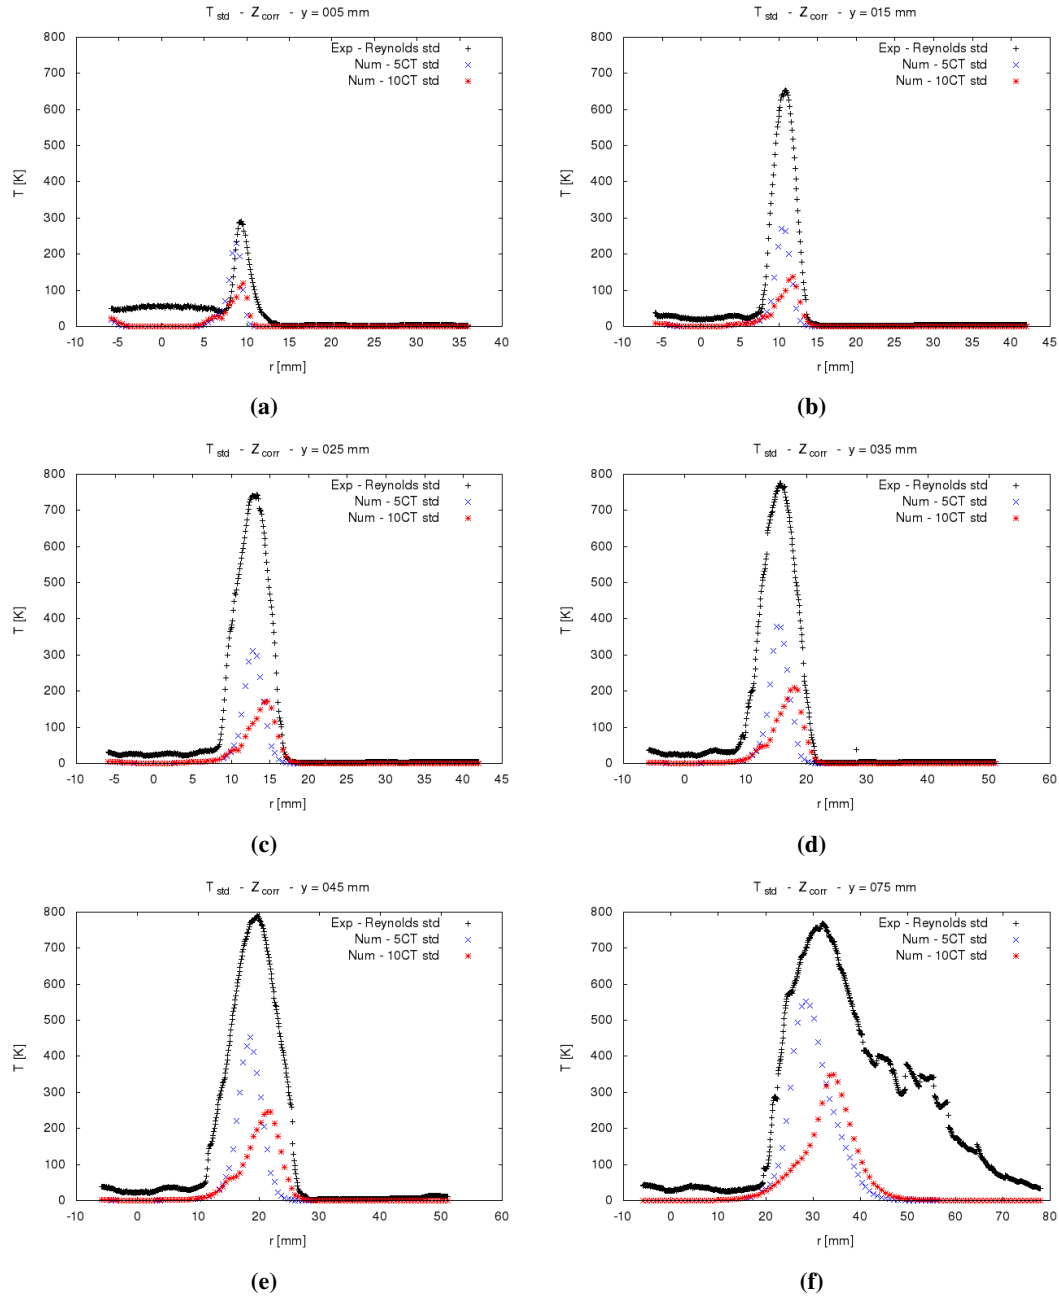 T std - Z corr - y = 005 mm
800
700
600
500
400
300
200
100
0
T [K]
Exp - Reynolds std
Num - 5CT std
Num - 10CT std
-10 -5 0 5 10 15 20 25 30 35 40
r [mm]
(a)
T std - Z corr - y = 015 mm
800
700
600
500
400
300
200
100
0
T [K]
Exp - Reynolds std
Num - 5CT std
Num - 10CT std
-10 -5 0 5 10 15 20 25 30 35 40 45
r [mm]
(b)
T std - Z corr - y = 025 mm
800
700
600
500
400
300
200
100
0
T [K]
Exp - Reynolds std
Num - 5CT std
Num - 10CT std
-10 -5 0 5 10 15 20 25 30 35 40 45
r [mm]
(c)
T std - Z corr - y = 035 mm
800
700
600
500
400
300
200
100
0
T [K]
Exp - Reynolds std
Num - 5CT std
Num - 10CT std
-10 0 10 20 30 40 50 60
r [mm]
(d)
T std - Z corr - y = 045 mm
800
700
600
500
400
300
200
100
0
T [K]
Exp - Reynolds std
Num - 5CT std
Num - 10CT std
-10 0 10 20 30 40 50 60
r [mm]
(e)
T std - Z corr - y = 075 mm
800
700
600
500
400
300
200
100
0
T [K]
Exp - Reynolds std
Num - 5CT std
Num - 10CT std
-10 0 10 20 30 40 50 60 70 80
r [mm]
(f)